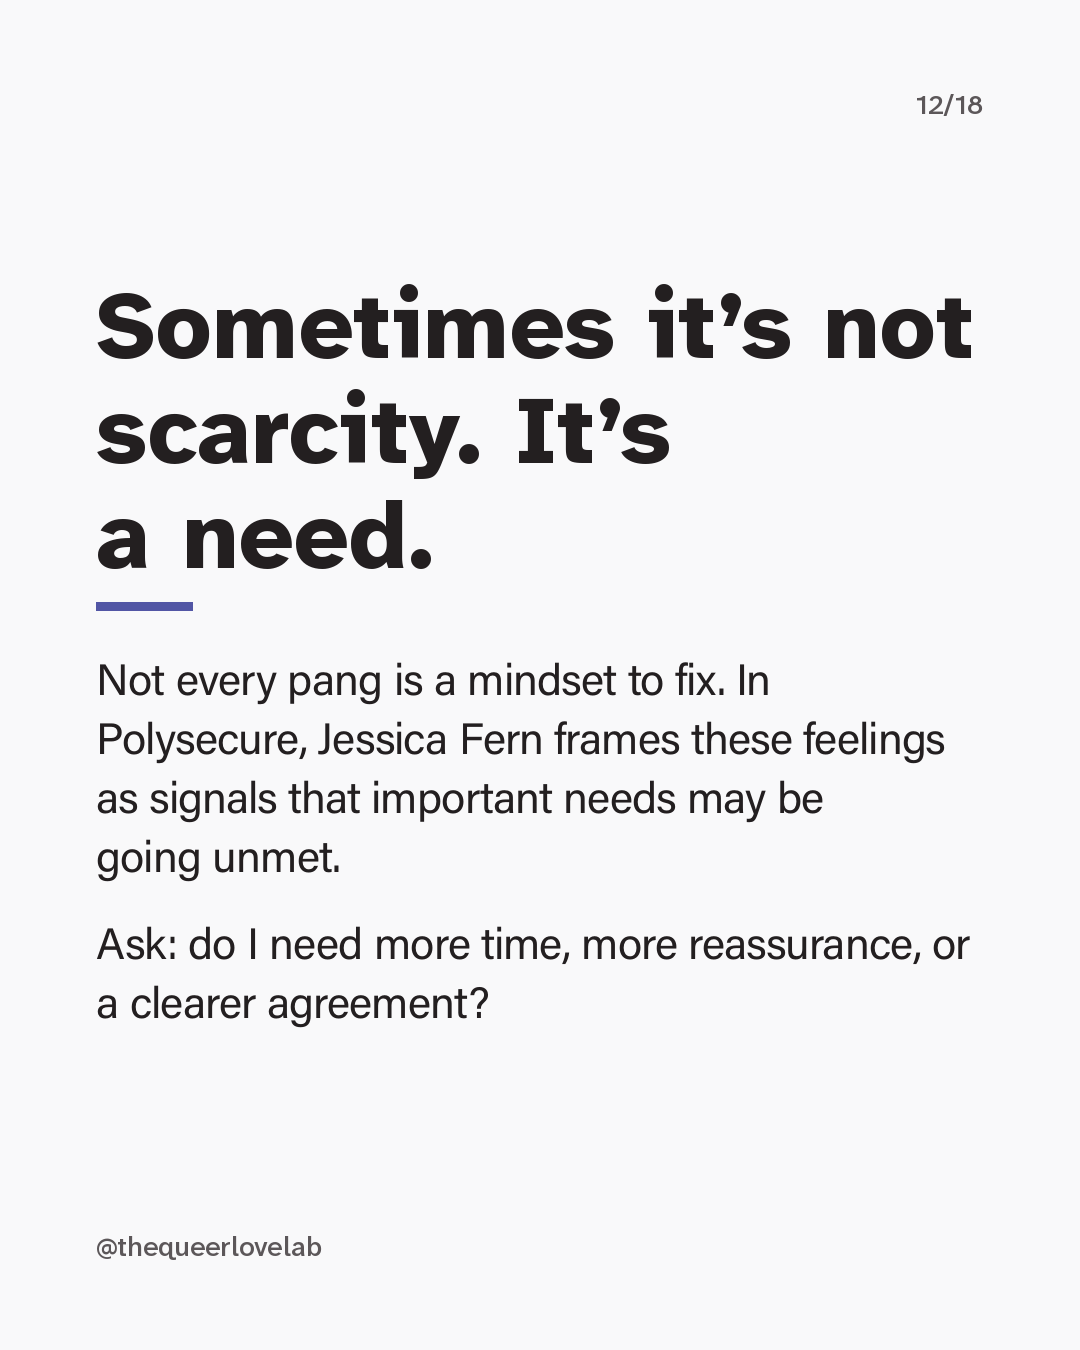 12/18
Sometimes it’s not
scarcity. It’s
a need.
Not every pang is a mindset to fix. In
Polysecure, Jessica Fern frames these feelings
as signals that important needs may be
going unmet.
Ask: do I need more time, more reassurance, or
a clearer agreement?
@thequeerlovelab